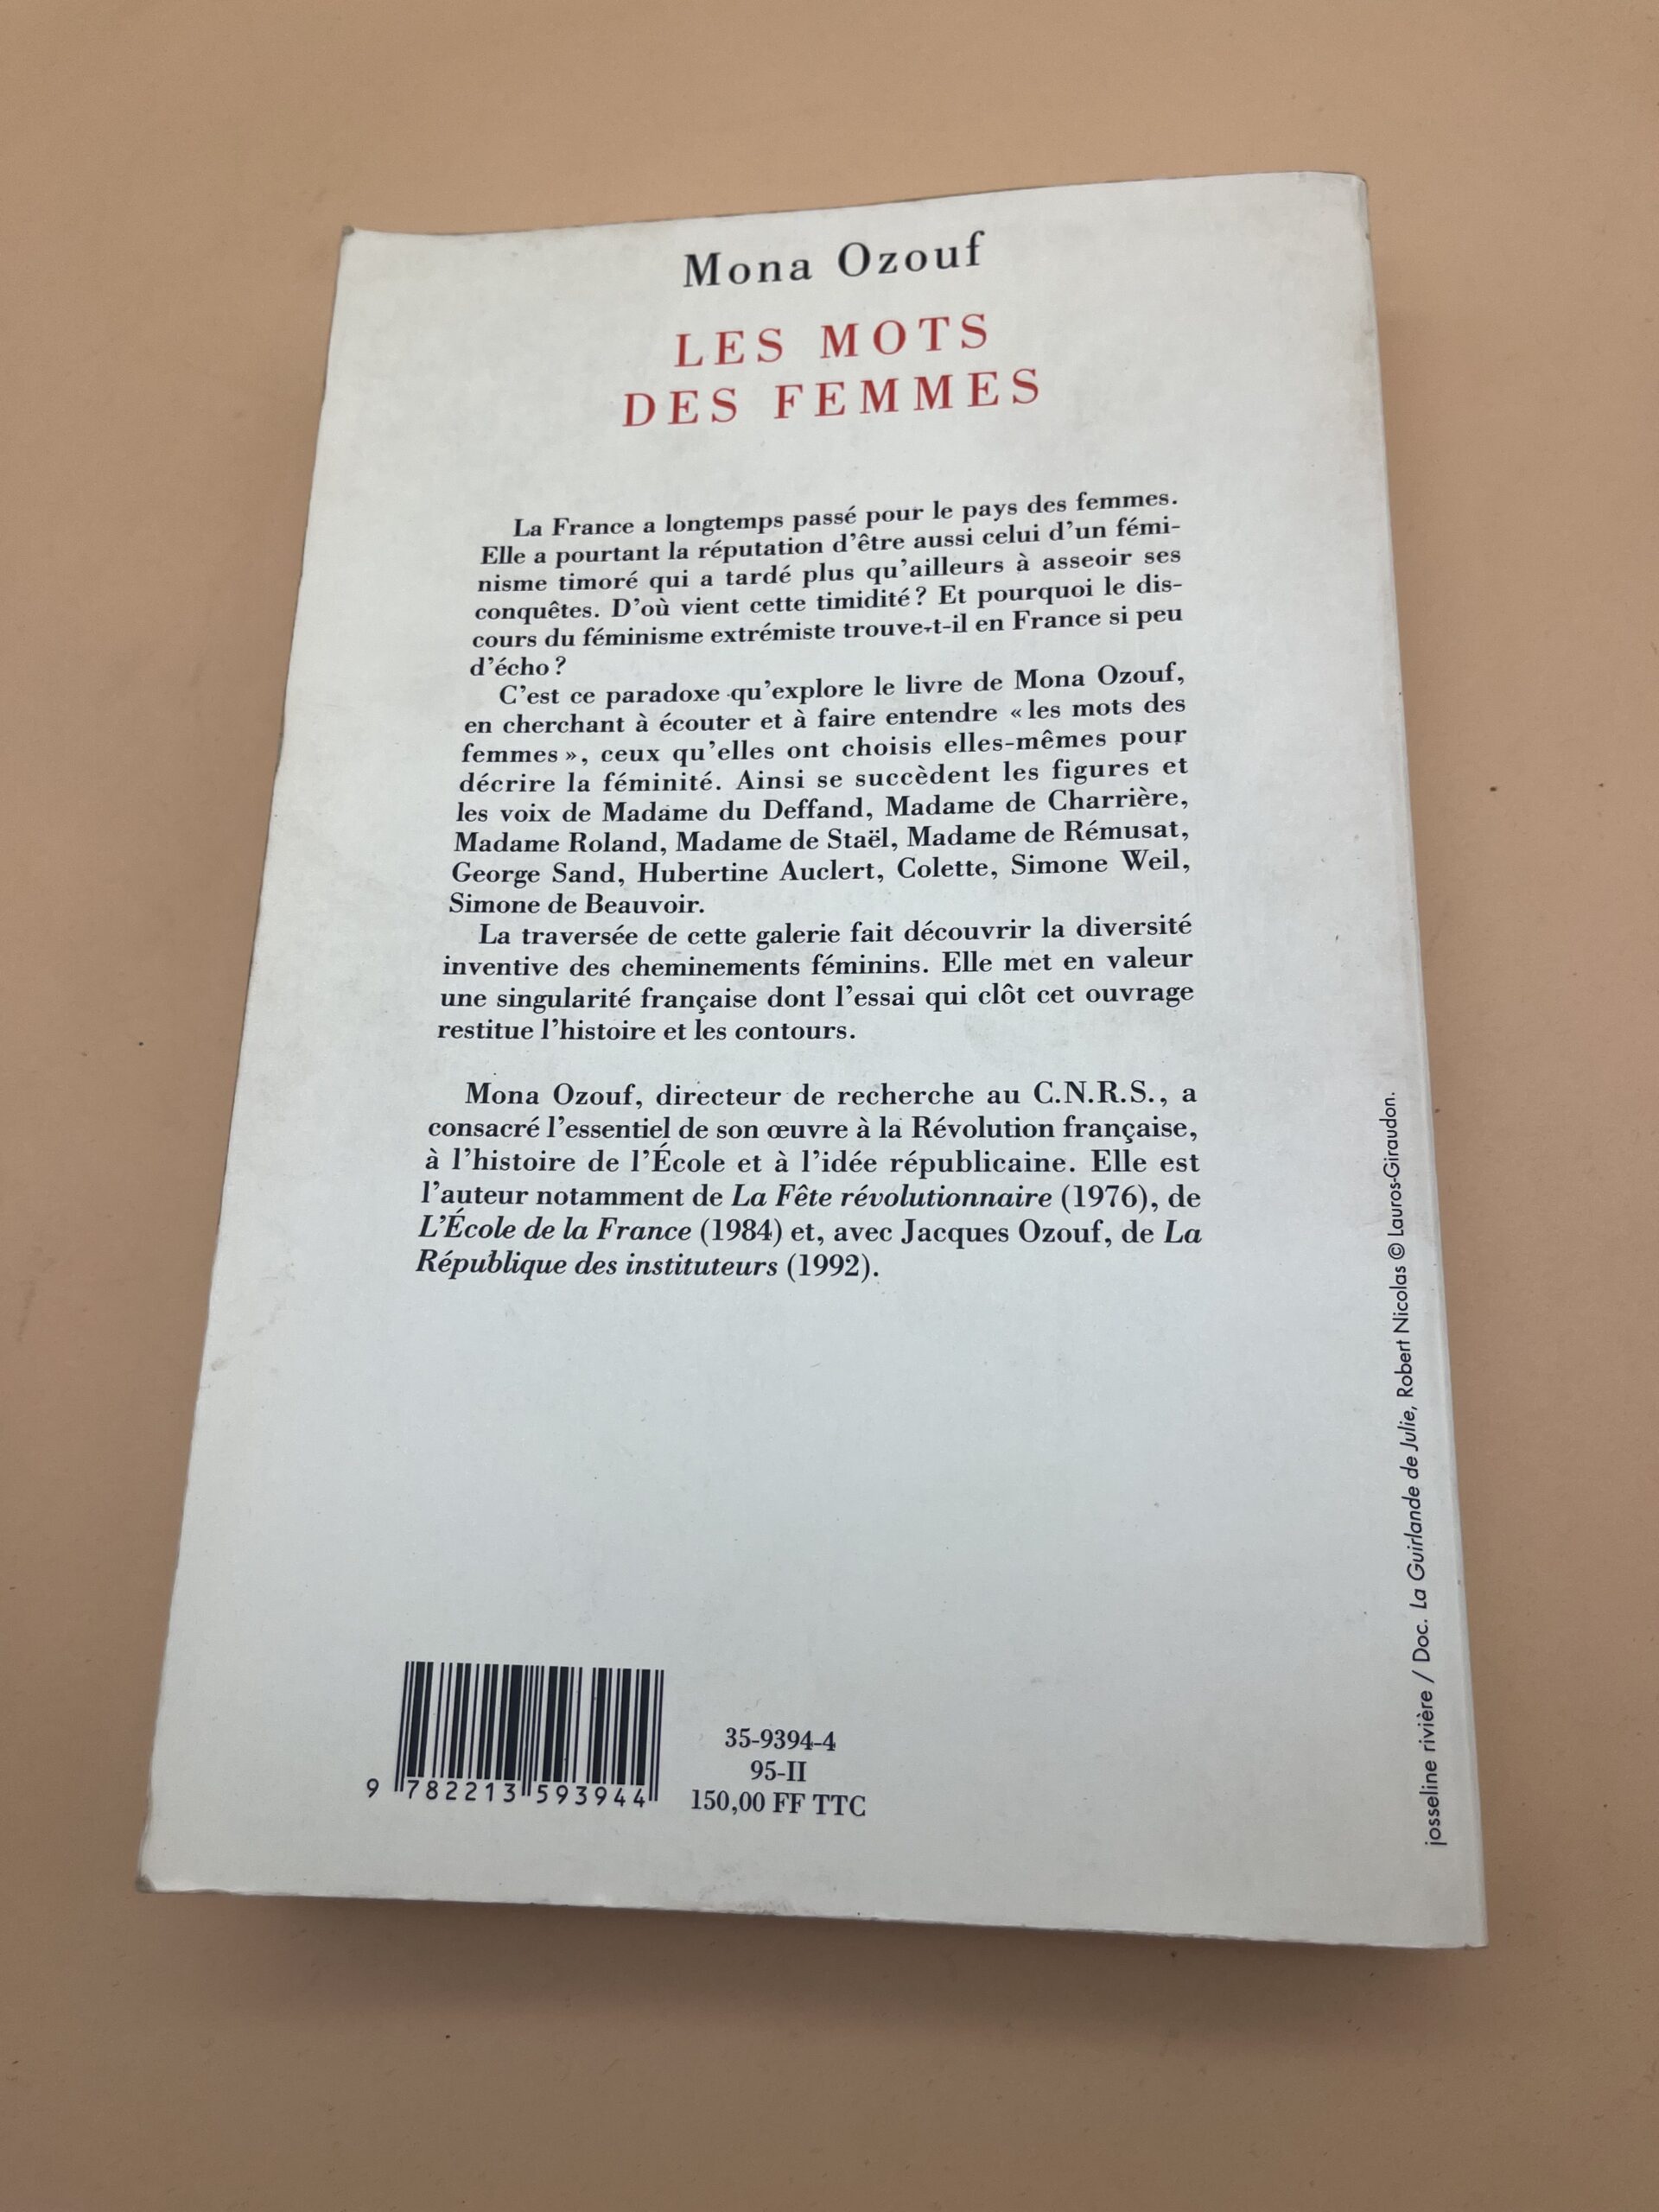 Mona Ozouf
LES MOTS
DES FEMMES
La France a longtemps passé pour le pays des femmes.
Elle a pourtant la réputation d'être aussi celui d'un fémi-
nisme timoré qui a tardé plus qu'ailleurs à asseoir ses
conquêtes. D'où vient cette timidité ? Et pourquoi le dis-
cours du féminisme extrémiste trouve-t-il en France si peu
d'écho ?
C'est ce paradoxe qu'explore le livre de Mona Ozouf,
en cherchant à écouter et à faire entendre « les mots des
femmes », ceux qu'elles ont choisis elles-mêmes pour
décrire la féminité. Ainsi se succèdent les figures et
les voix de Madame du Deffand, Madame de Charrière,
Madame Roland, Madame de Staël, Madame de Rémusat,
George Sand, Hubertine Auclert, Colette, Simone Weil,
Simone de Beauvoir.
La traversée de cette galerie fait découvrir la diversité
inventive des cheminements féminins. Elle met en valeur
une singularité française dont l'essai qui clôt cet ouvrage
restitue l'histoire et les contours.
Mona Ozouf, directeur de recherche au C.N.R.S., a
consacré l'essentiel de son œuvre à la Révolution française,
à l'histoire de l'École et à l'idée républicaine. Elle est
l'auteur notamment de La Fête révolutionnaire (1976), de
L'École de la France (1984) et, avec Jacques Ozouf, de La
République des instituteurs (1992).
josseline rivière / Doc. La Guirlande de Julie, Robert Nicolas © Lauros-Giraudon.
9 782213 593944
35-9394-4
95-II
150,00 FF TTC